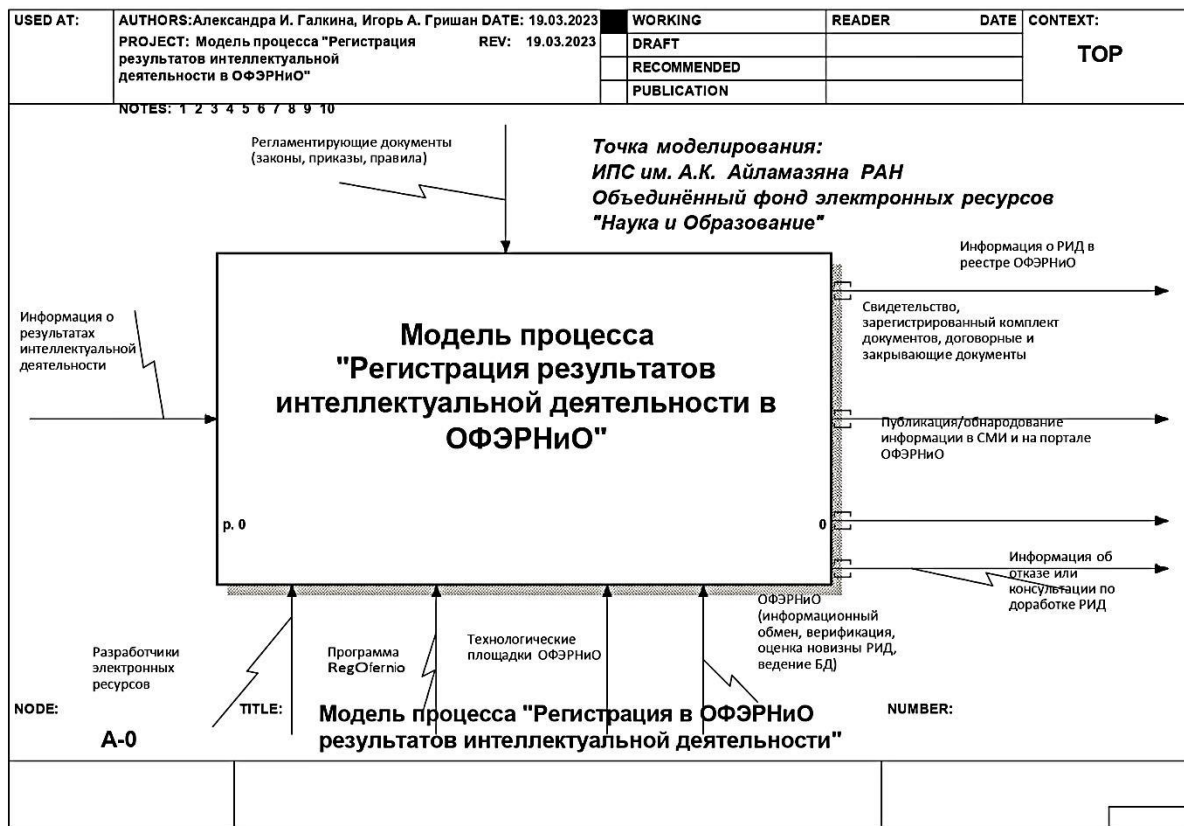 USED AT:
AUTHORS:Александра И. Галкина, Игорь А. Гришан DATE: 19.03.2023
PROJECT: Модель процесса "Регистрация
результатов интеллектуальной
деятельности в ОФЭРНиО"
REV: 19.03.2023
NOTES: 1 2 3 4 5 6 7 8 9 10
WORKING
DRAFT
RECOMMENDED
PUBLICATION
READER DATE
CONTEXT:
TOP
Регламентирующие документы
(законы, приказы, правила)
Точка моделирования:
ИПС им. А.К. Айламазяна РАН
Объединённый фонд электронных ресурсов
"Наука и Образование"
Информация о РИД в
реестре ОФЭРНиО
Информация о
результатах
интеллектуальной
деятельности
Модель процесса
"Регистрация результатов
интеллектуальной деятельности в
ОФЭРНиО"
p. 0
0
Свидетельство,
зарегистрированный комплект
документов, договорные и
закрывающие документы
Публикация/обнародование
информации в СМИ и на портале
ОФЭРНиО
Информация об
отказе или
консультации по
доработке РИД
Разработчики
электронных
ресурсов
Программа
RegOfernio
Технологические
площадки ОФЭРНиО
ОФЭРНиО
(информационный
обмен, верификация,
оценка новизны РИД,
ведение БД)
NODE:
A-0
TITLE:
Модель процесса "Регистрация в ОФЭРНиО
результатов интеллектуальной деятельности"
NUMBER: